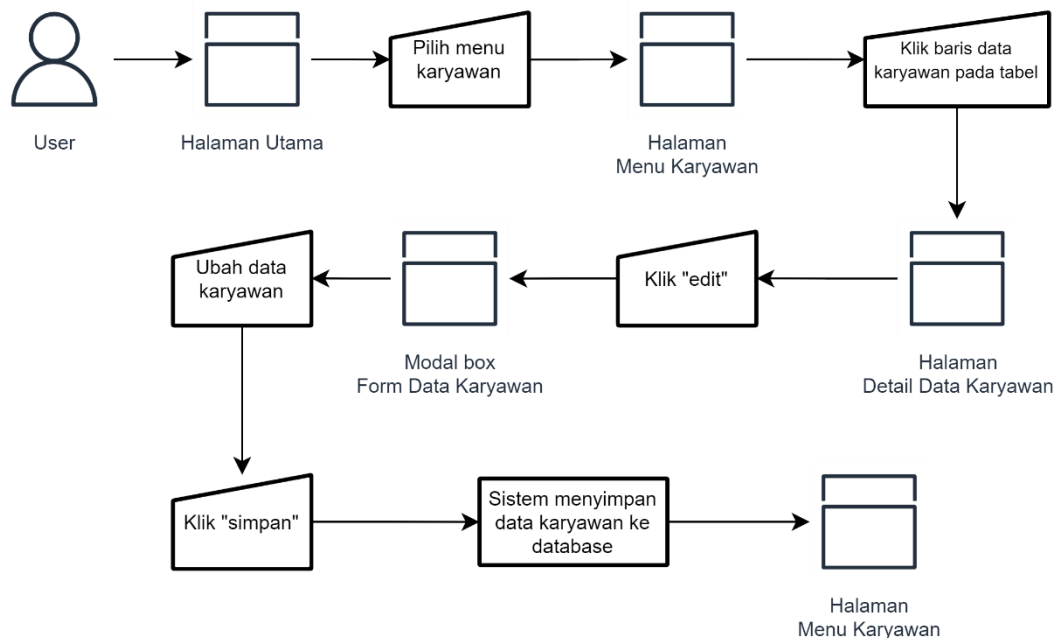 Pilih menu
karyawan
Klik baris data
karyawan pada tabel
User
Halaman Utama
Halaman
Menu Karyawan
Ubah data
karyawan
Klik "edit"
Modal box
Form Data Karyawan
Halaman
Detail Data Karyawan
Klik "simpan"
Sistem menyimpan
data karyawan ke
database
Halaman
Menu Karyawan